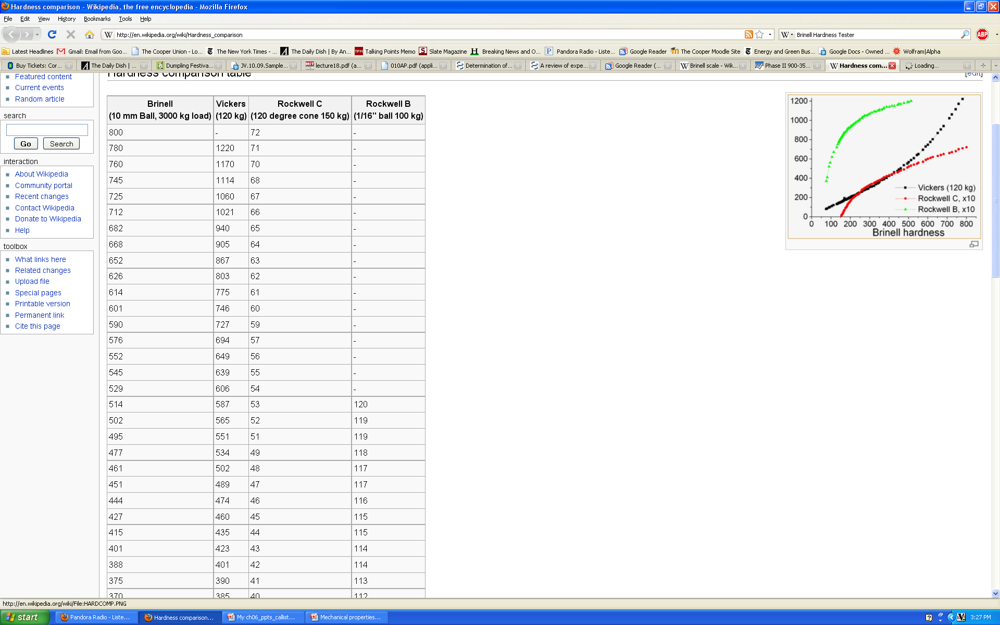 Hardness comparison - Wikipedia, the free encyclopedia - Mozilla Firefox
File Edit View History Bookmarks Tools Help
http://en.wikipedia.org/wiki/Hardness_comparison
Brinell Hardness Tester
ABP
Latest Headlines Gmail: Email from Goo... The Cooper Union - Lo... The New York Times - ... The Daily Dish | By An... TPM Talking Points Memo Slate Magazine Breaking News and O... Pandora Radio - Liste... Google Reader The Cooper Moodle Site Energy and Green Bus... Google Docs - Owned ... Wolfram|Alpha
Buy Tickets: Cor... The Daily Dish | ... Dumpling Festiva... JV.10.09.Sample... MIT OCW lecture18.pdf (a... 010AP.pdf (appli... Determination of... A review of expe... Google Reader (... Brinell scale - Wik... Phase II 900-35... Hardness com... Loading...
Featured content
Current events
Random article
search
Go Search
interaction
About Wikipedia
Community portal
Recent changes
Contact Wikipedia
Donate to Wikipedia
Help
toolbox
What links here
Related changes
Upload file
Special pages
Printable version
Permanent link
Cite this page
Hardness comparison table
[edit]
Brinell Vickers Rockwell C Rockwell B
(10 mm Ball, 3000 kg load) (120 kg) (120 degree cone 150 kg) (1/16" ball 100 kg)
800 - 72 -
780 1220 71 -
760 1170 70 -
745 1114 68 -
725 1060 67 -
712 1021 66 -
682 940 65 -
668 905 64 -
652 867 63 -
626 803 62 -
614 775 61 -
601 746 60 -
590 727 59 -
576 694 57 -
552 649 56 -
545 639 55 -
529 606 54 -
514 587 53 120
502 565 52 119
495 551 51 119
477 534 49 118
461 502 48 117
451 489 47 117
444 474 46 116
427 460 45 115
415 435 44 115
401 423 43 114
388 401 42 114
375 390 41 113
370 385 40 112
1200
1000
800
600
400
200
0
Vickers (120 kg)
Rockwell C, x10
Rockwell B, x10
0 100 200 300 400 500 600 700 800
Brinell hardness
http://en.wikipedia.org/wiki/File:HARDCOMP.PNG
start Pandora Radio - Liste... Hardness comparison... My ch06_ppts_callist... Mechanical properties... 3:27 PM